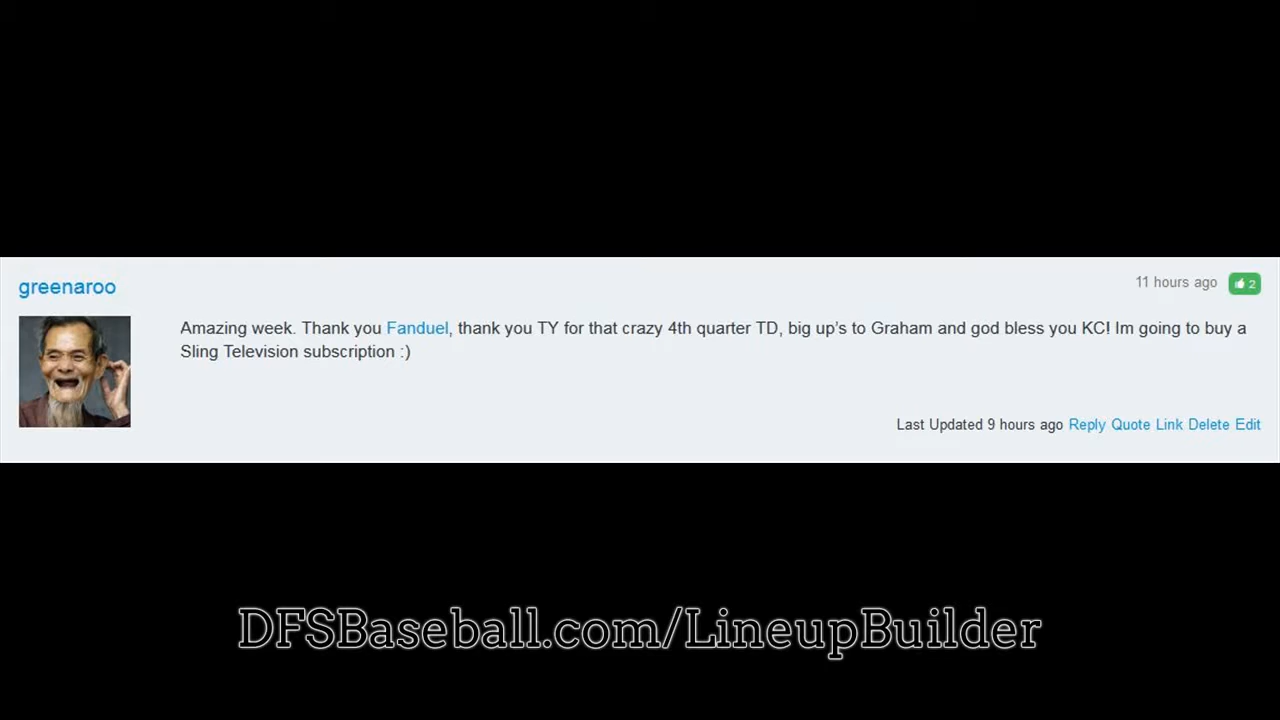 greenaroo
11 hours ago
2
Amazing week. Thank you Fanduel, thank you TY for that crazy 4th quarter TD, big up's to Graham and god bless you KC! Im going to buy a
Sling Television subscription :)
Last Updated 9 hours ago Reply Quote Link Delete Edit
DFSBaseball.com/LineupBuilder